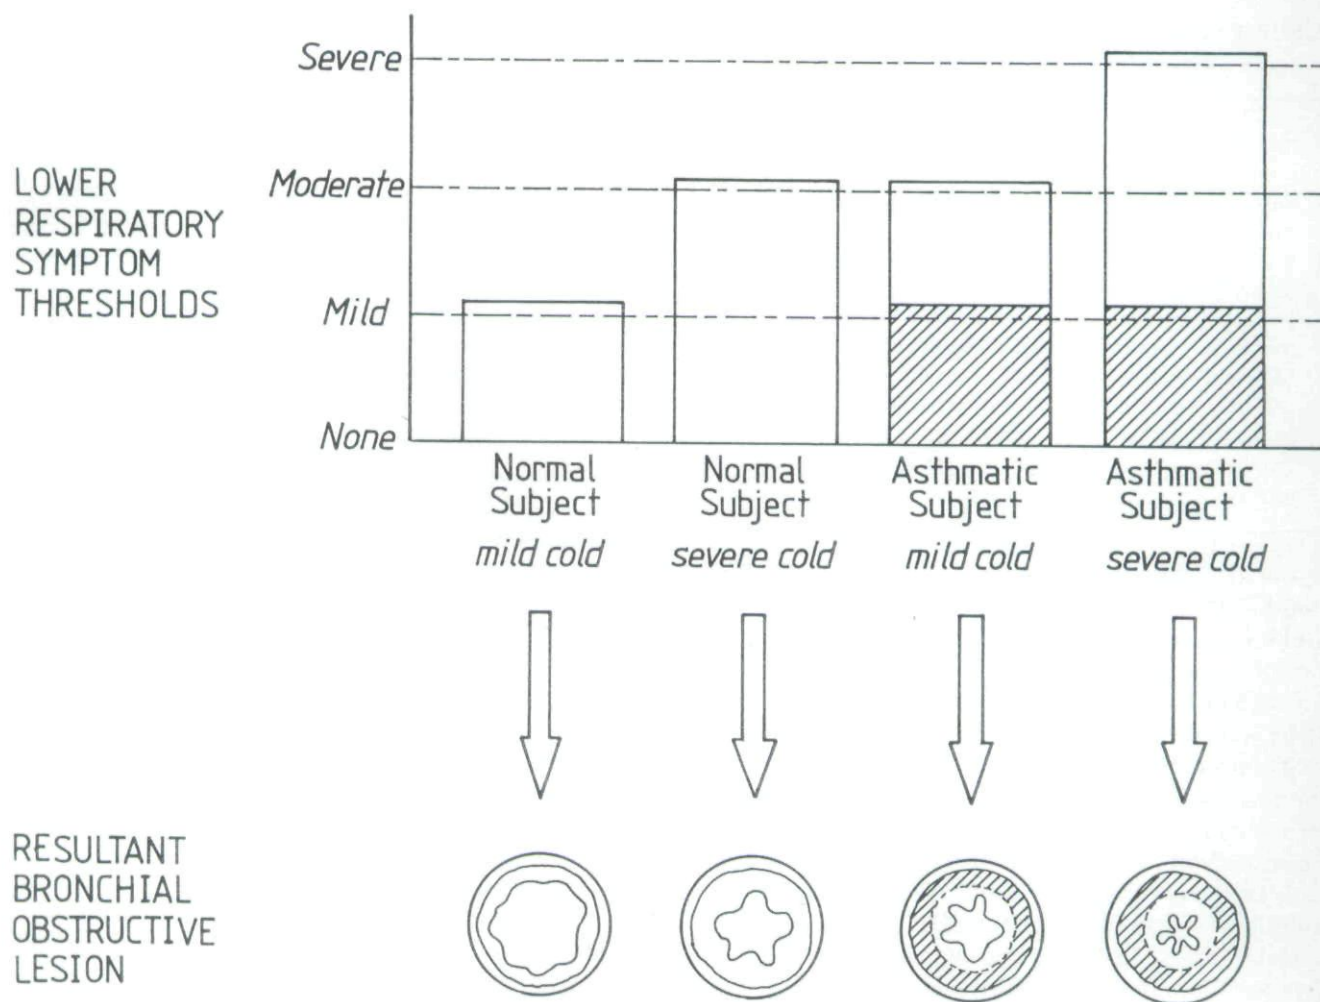 Severe
Moderate
Mild
None
LOWER
RESPIRATORY
SYMPTOM
THRESHOLDS
Normal
Subject
mild cold
Normal
Subject
severe cold
Asthmatic
Subject
mild cold
Asthmatic
Subject
severe cold
RESULTANT
BRONCHIAL
OBSTRUCTIVE
LESION